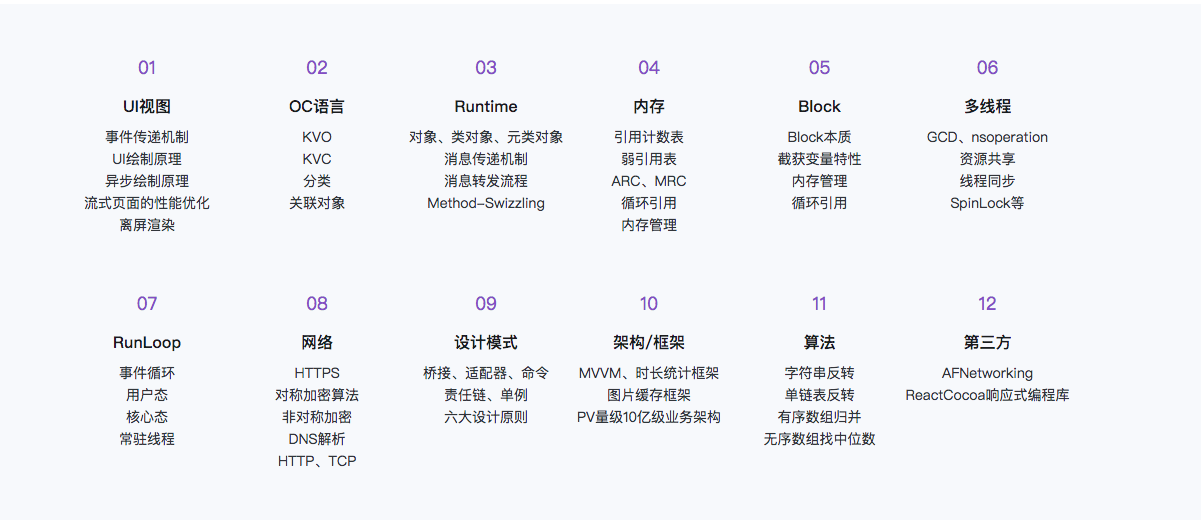 01
UI视图
事件传递机制
UI绘制原理
异步绘制原理
流式页面的性能优化
离屏渲染
02
OC语言
KVO
KVC
分类
关联对象
03
Runtime
对象、类对象、元类对象
消息传递机制
消息转发流程
Method-Swizzling
04
内存
引用计数表
弱引用表
ARC、MRC
循环引用
内存管理
05
Block
Block本质
截获变量特性
内存管理
循环引用
06
多线程
GCD、nsoperation
资源共享
线程同步
SpinLock等
07
RunLoop
事件循环
用户态
核心态
常驻线程
08
网络
HTTPS
对称加密算法
非对称加密
DNS解析
HTTP、TCP
09
设计模式
桥接、适配器、命令
责任链、单例
六大设计原则
10
架构/框架
MVVM、时长统计框架
图片缓存框架
PV量级10亿级业务架构
11
算法
字符串反转
单链表反转
有序数组归并
无序数组找中位数
12
第三方
AFNetworking
ReactCocoa响应式编程库